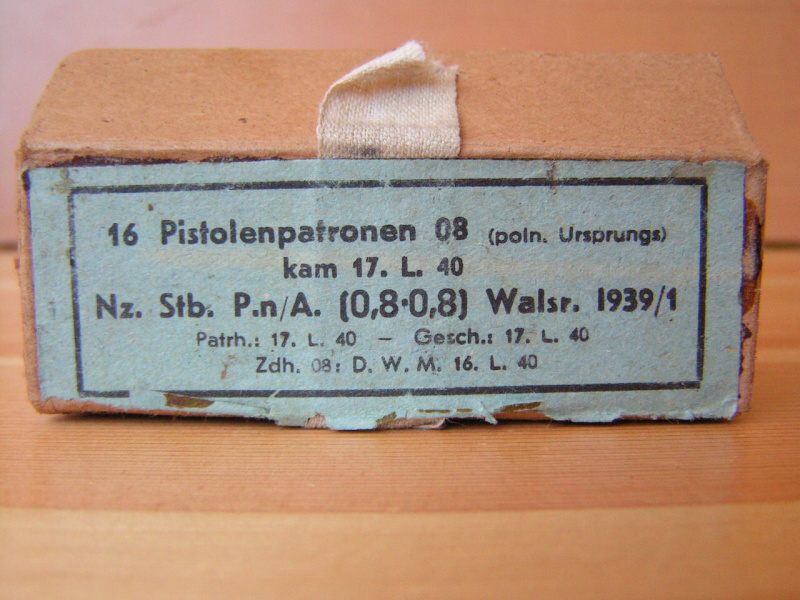 16 Pistolenpatronen 08 (poln. Ursprungs)
kam 17. L. 40
Nz. Stb. P.n/A. (0,8·0,8) Walsr. 1939/1
Patrh.: 17. L. 40 — Gesch.: 17. L. 40
Zdh. 08: D. W. M. 16. L. 40